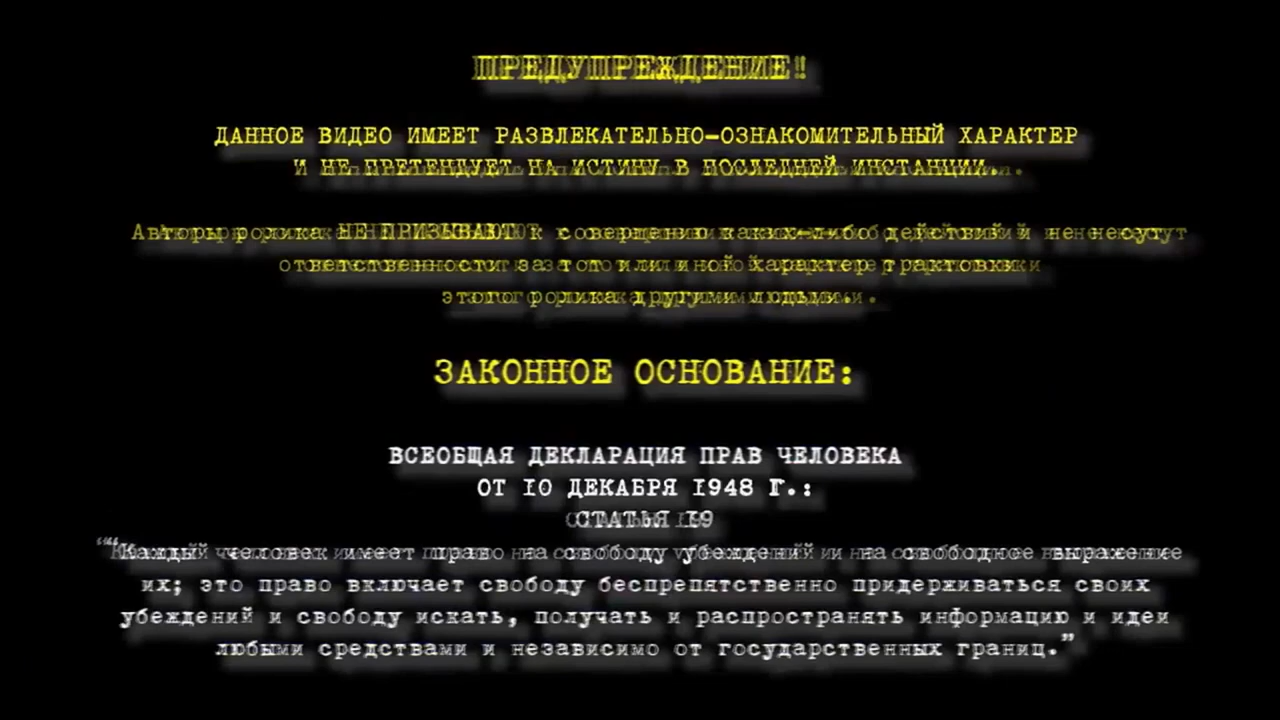 ПРЕДУПРЕЖДЕНИЕ!
ДАННОЕ ВИДЕО ИМЕЕТ РАЗВЛЕКАТЕЛЬНО-ОЗНАКОМИТЕЛЬНЫЙ ХАРАКТЕР
И НЕ ПРЕТЕНДУЕТ НА ИСТИНУ В ПОСЛЕДНЕЙ ИНСТАНЦИИ.
Авторы ролика НЕ ПРИЗЫВАЮТ к совершению каких-либо действий и не несут
ответственности за тот или иной характер трактовки
этого ролика другими людьми.
ЗАКОННОЕ ОСНОВАНИЕ:
ВСЕОБЩАЯ ДЕКЛАРАЦИЯ ПРАВ ЧЕЛОВЕКА
ОТ 10 ДЕКАБРЯ 1948 Г.:
СТАТЬЯ 19
“Каждый человек имеет право на свободу убеждений и на свободное выражение
их; это право включает свободу беспрепятственно придерживаться своих
убеждений и свободу искать, получать и распространять информацию и идеи
любыми средствами и независимо от государственных границ.”